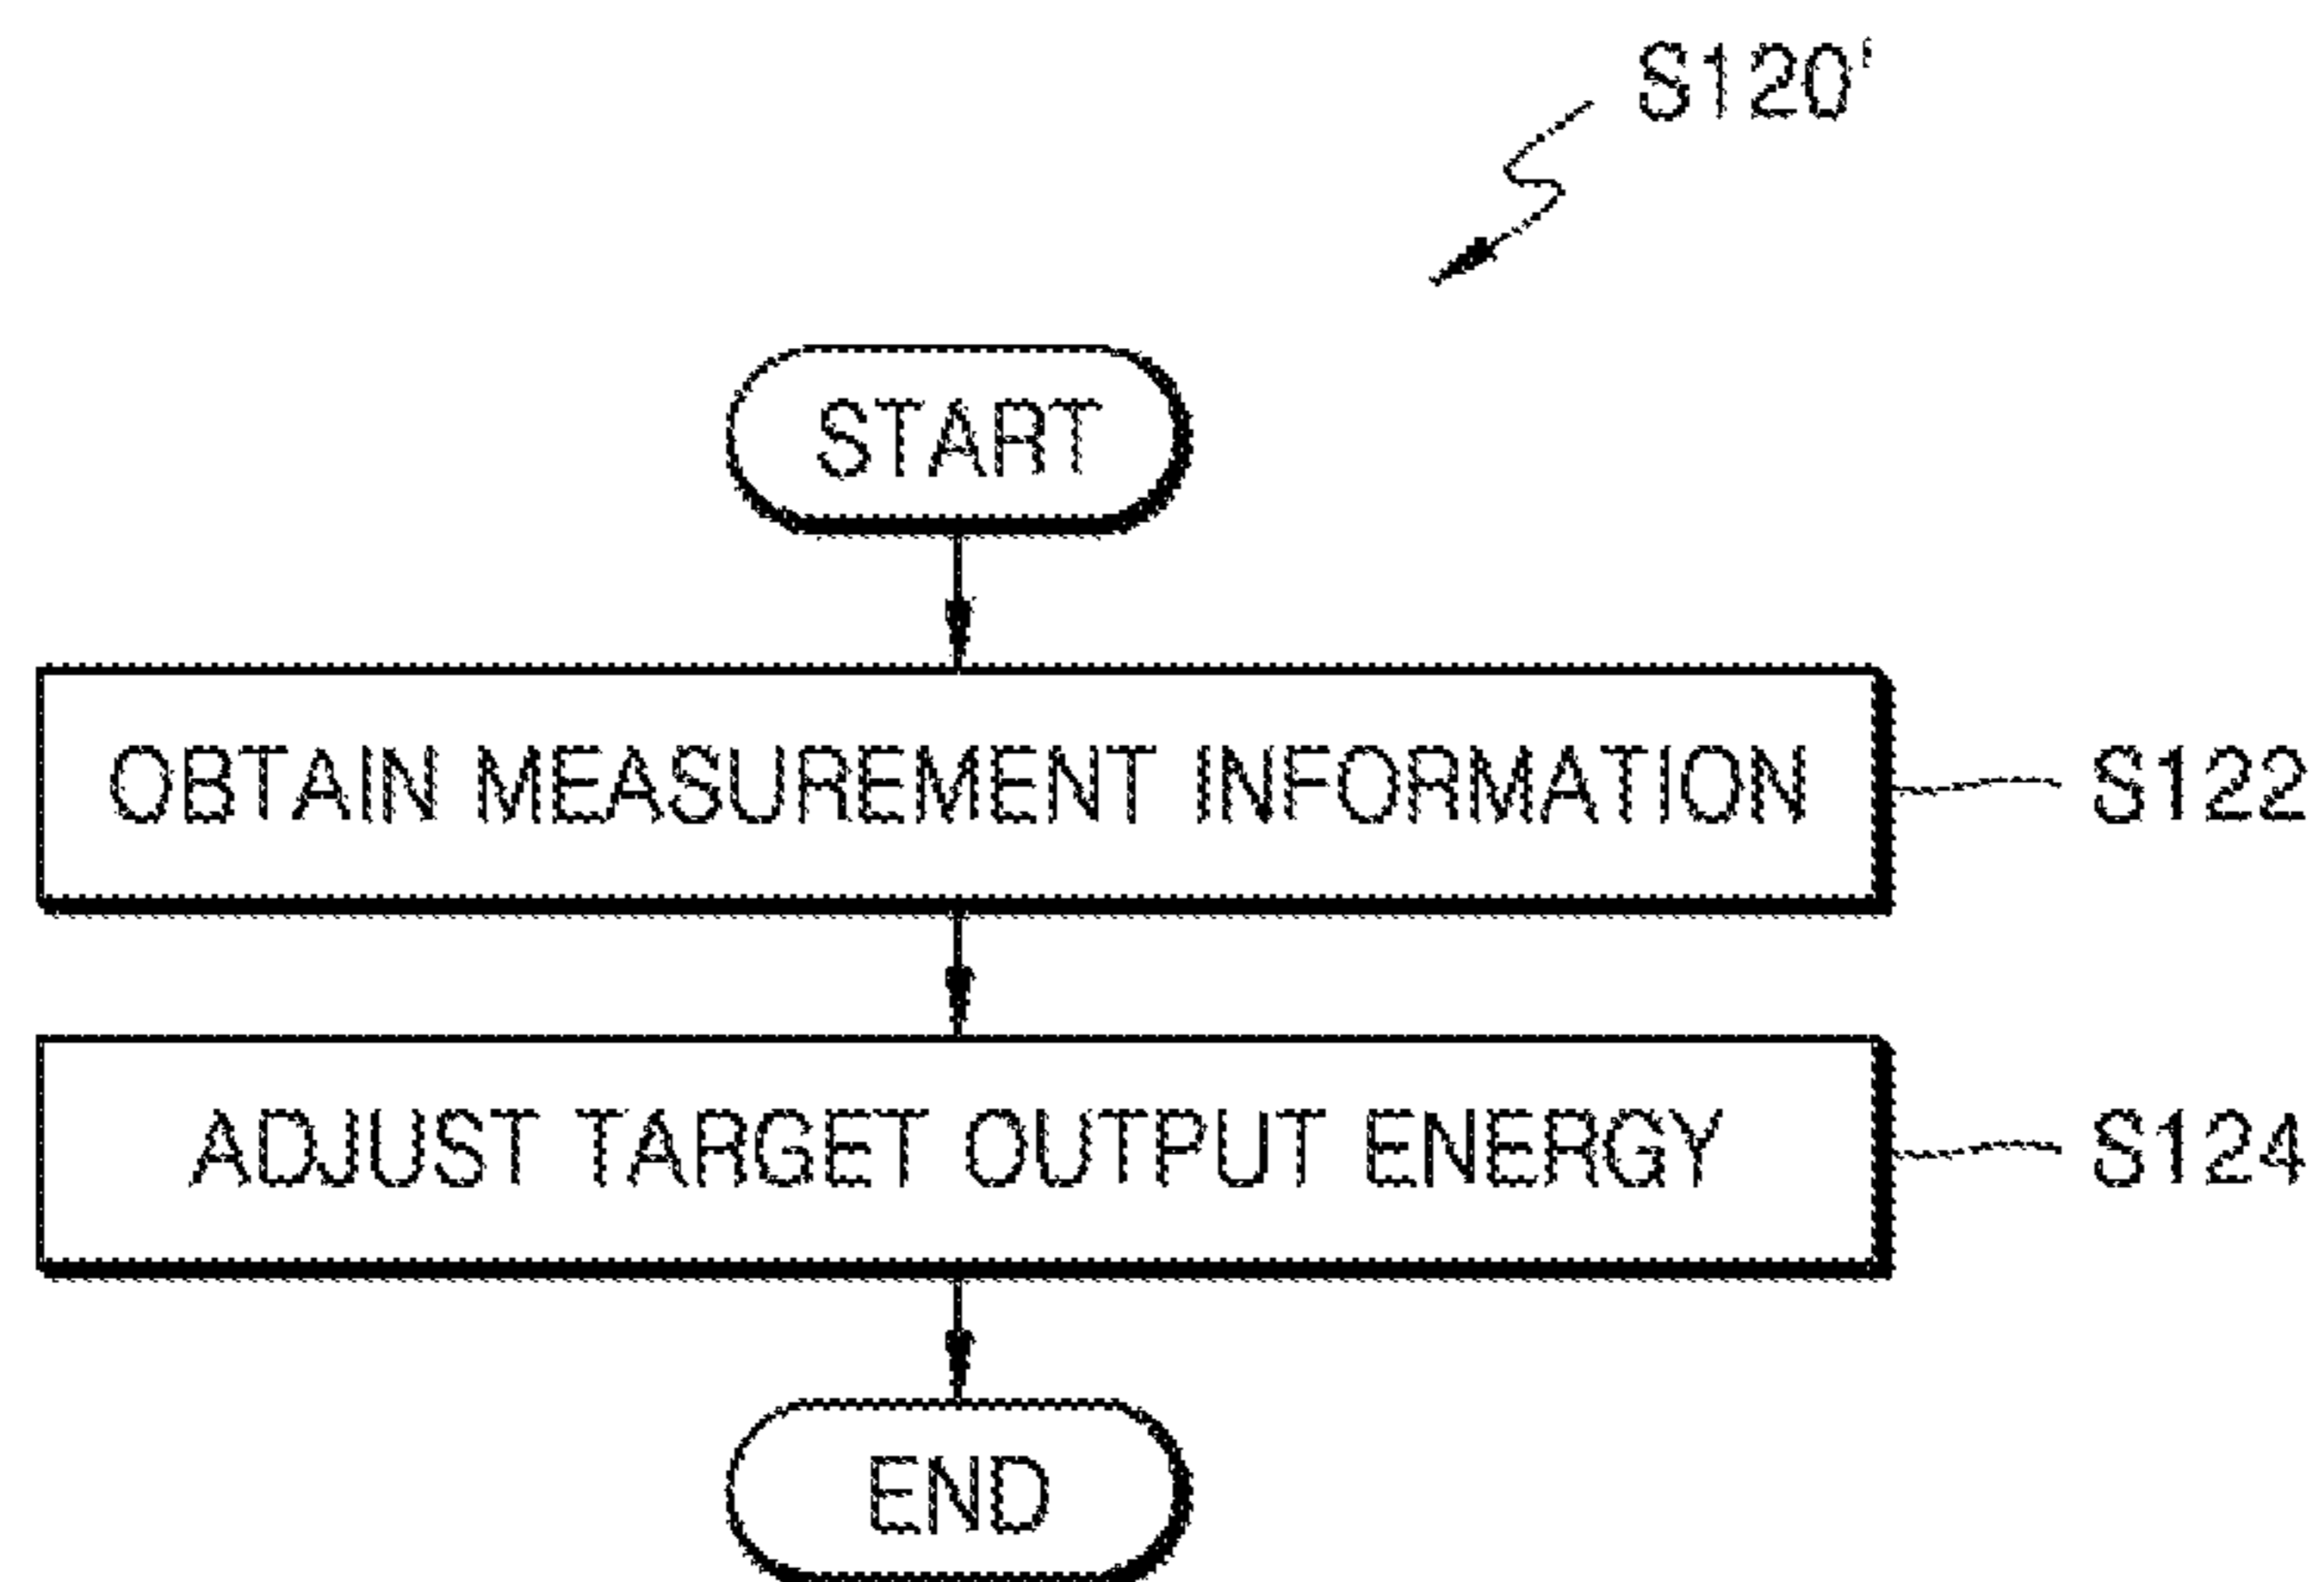 S120'
START
OBTAIN MEASUREMENT INFORMATION
S122
ADJUST TARGET OUTPUT ENERGY
S124
END